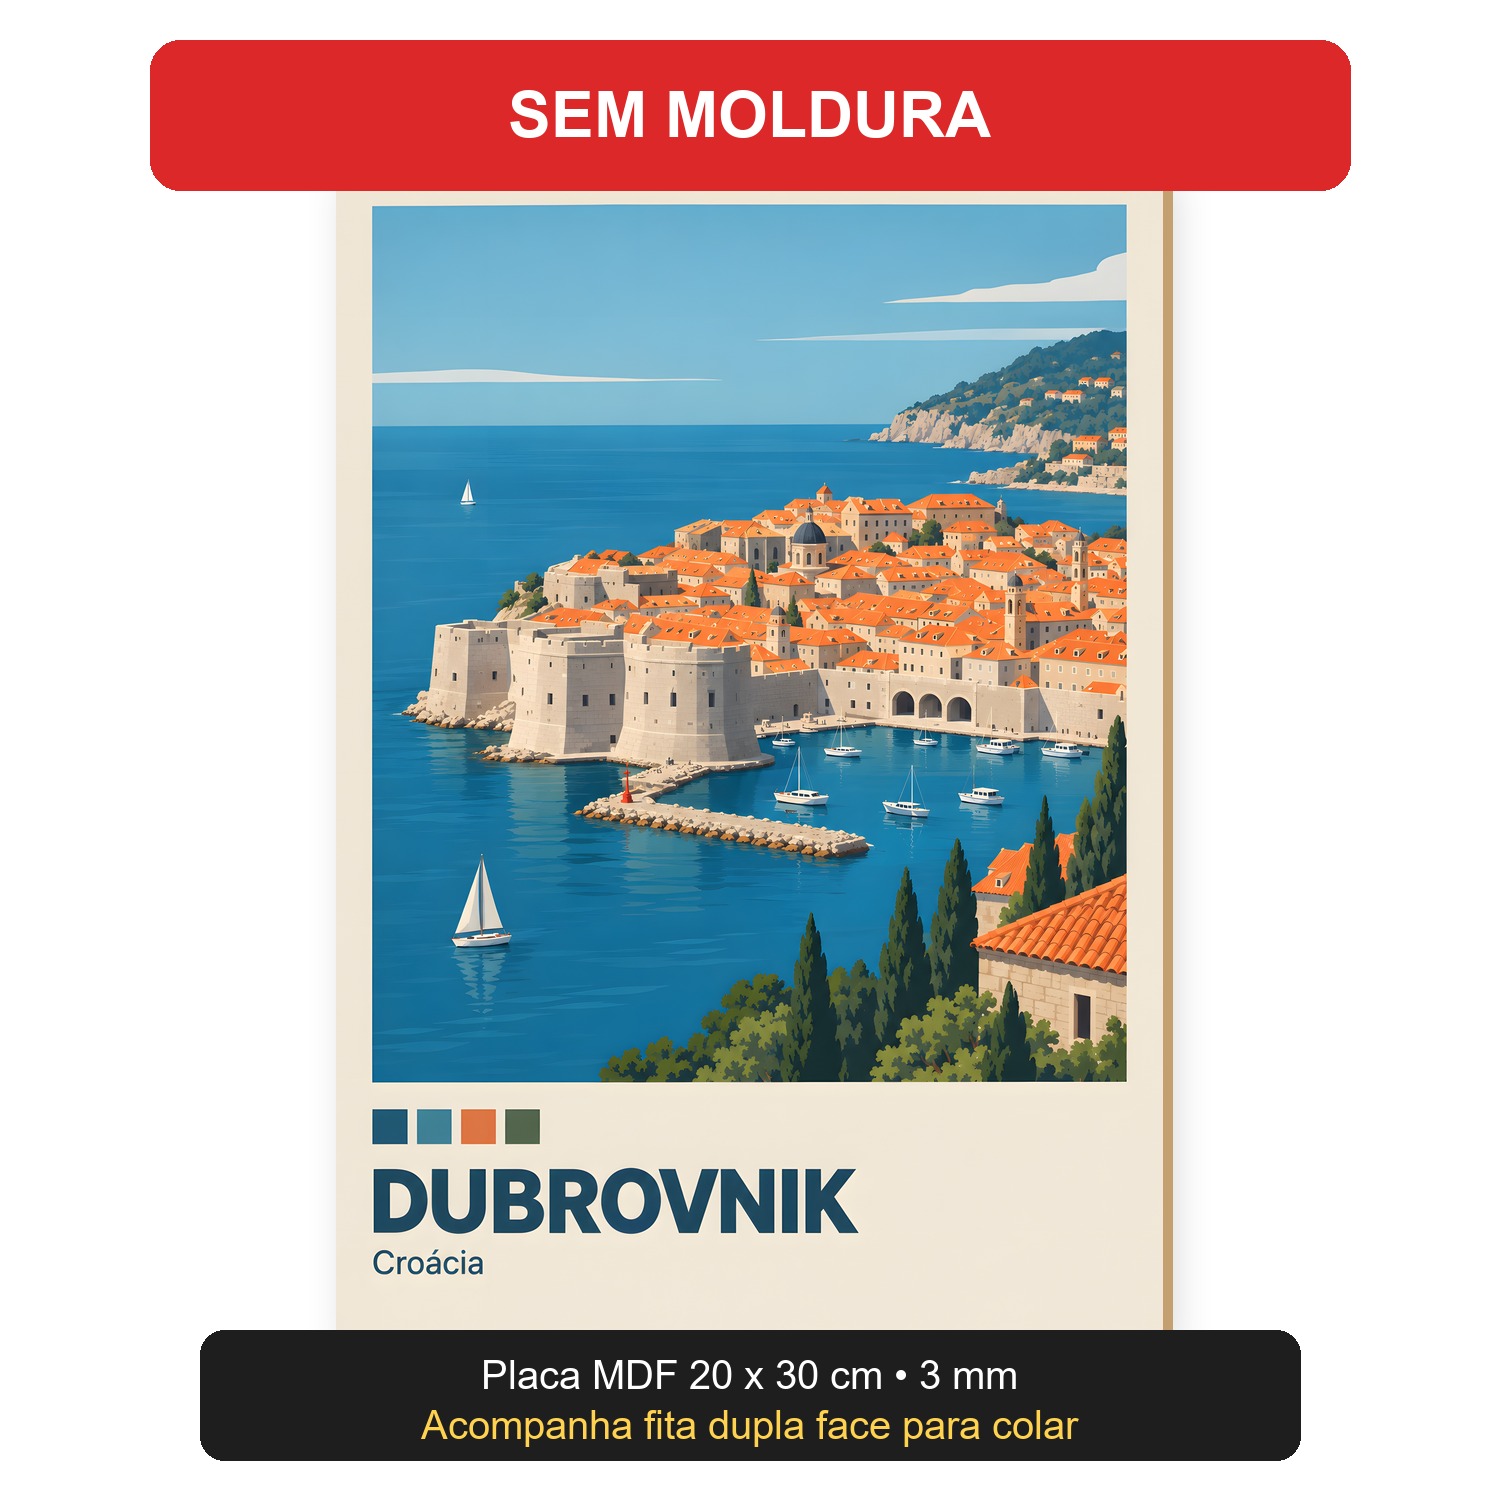 SEM MOLDURA
DUBROVNIK
Croácia
Placa MDF 20 x 30 cm • 3 mm
Acompanha fita dupla face para colar